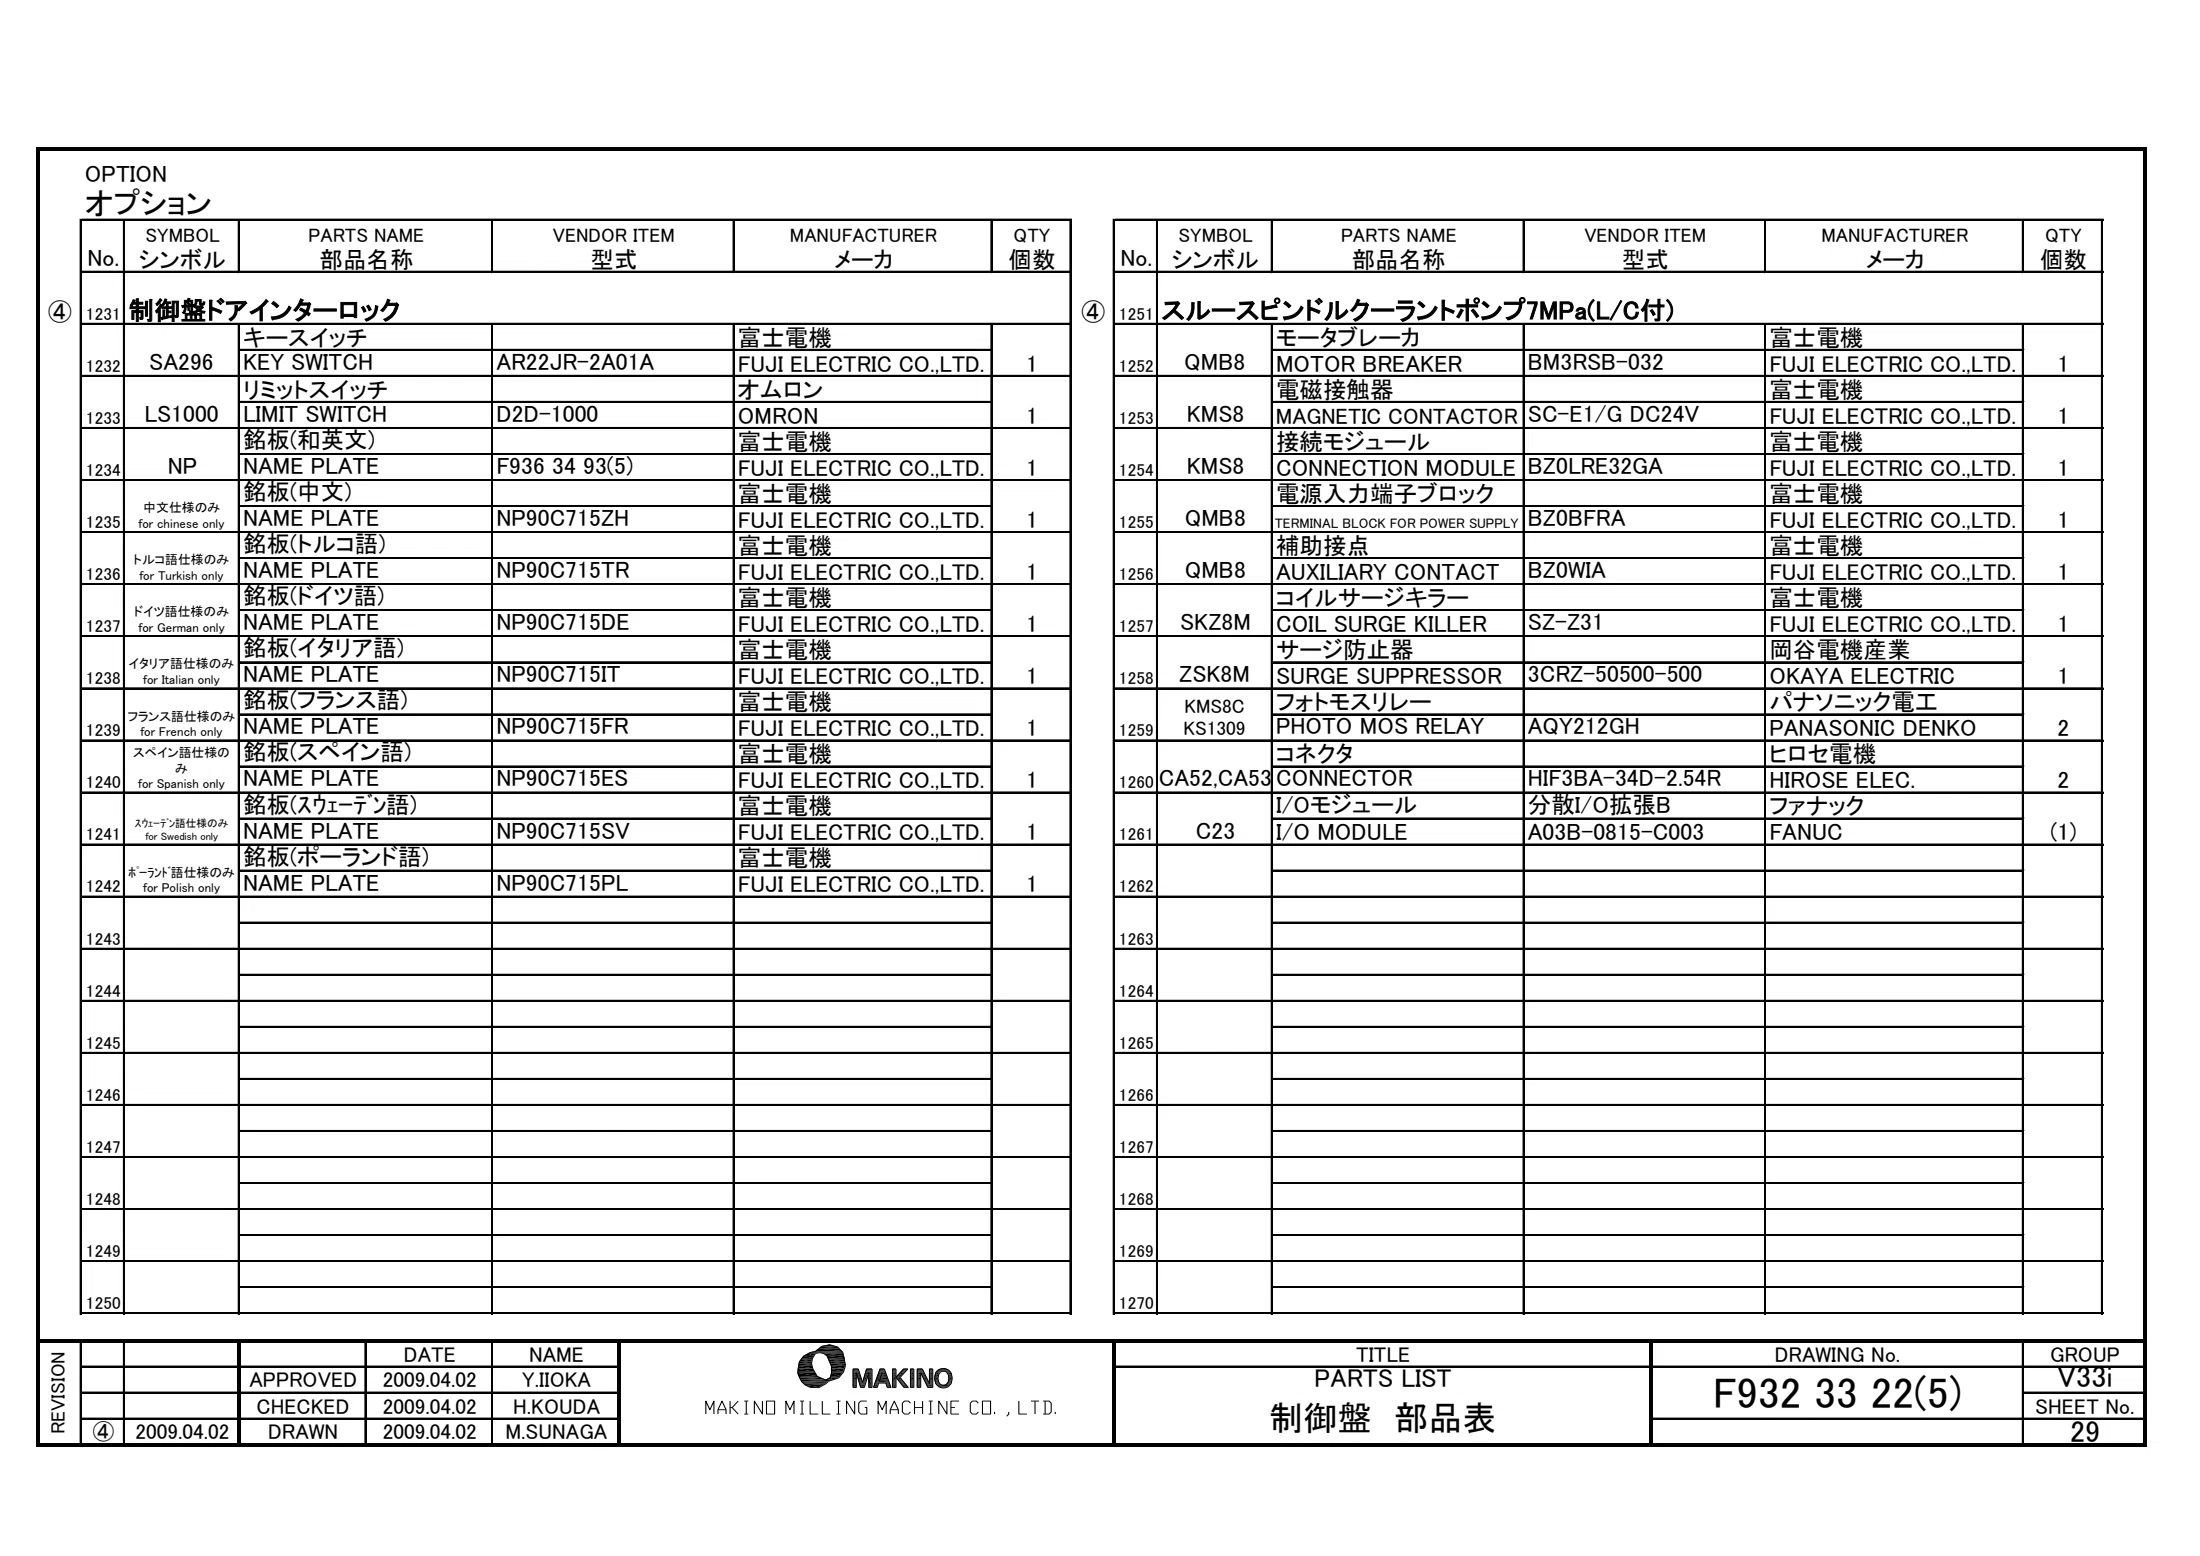 OPTION
オプション
SYMBOL PARTS NAME VENDOR ITEM MANUFACTURER QTY
No. シンボル 部品名称 型式 メーカ 個数
④ 1231 制御盤ドアインターロック
キースイッチ 富士電機
1232 SA296 KEY SWITCH AR22JR-2A01A FUJI ELECTRIC CO.,LTD. 1
リミットスイッチ オムロン
1233 LS1000 LIMIT SWITCH D2D-1000 OMRON 1
銘板(和英文) 富士電機
1234 NP NAME PLATE F936 34 93(5) FUJI ELECTRIC CO.,LTD. 1
中文仕様のみ 銘板(中文) 富士電機
1235 for chinese only NAME PLATE NP90C715ZH FUJI ELECTRIC CO.,LTD. 1
トルコ語仕様のみ 銘板(トルコ語) 富士電機
1236 for Turkish only NAME PLATE NP90C715TR FUJI ELECTRIC CO.,LTD. 1
ドイツ語仕様のみ 銘板(ドイツ語) 富士電機
1237 for German only NAME PLATE NP90C715DE FUJI ELECTRIC CO.,LTD. 1
イタリア語仕様のみ 銘板(イタリア語) 富士電機
1238 for Italian only NAME PLATE NP90C715IT FUJI ELECTRIC CO.,LTD. 1
フランス語仕様のみ 銘板(フランス語) 富士電機
1239 for French only NAME PLATE NP90C715FR FUJI ELECTRIC CO.,LTD. 1
スペイン語仕様の 銘板(スペイン語) 富士電機
み
1240 for Spanish only NAME PLATE NP90C715ES FUJI ELECTRIC CO.,LTD. 1
ｽｳｪｰﾃﾞﾝ語仕様のみ 銘板(ｽｳｪｰﾃﾞﾝ語) 富士電機
1241 for Swedish only NAME PLATE NP90C715SV FUJI ELECTRIC CO.,LTD. 1
ﾎﾟｰﾗﾝﾄﾞ語仕様のみ 銘板(ポーランド語) 富士電機
1242 for Polish only NAME PLATE NP90C715PL FUJI ELECTRIC CO.,LTD. 1
1243
1244
1245
1246
1247
1248
1249
1250
SYMBOL PARTS NAME VENDOR ITEM MANUFACTURER QTY
No. シンボル 部品名称 型式 メーカ 個数
④ 1251 スルースピンドルクーラントポンプ7MPa(L/C付)
モータブレーカ 富士電機
1252 QMB8 MOTOR BREAKER BM3RSB-032 FUJI ELECTRIC CO.,LTD. 1
電磁接触器 富士電機
1253 KMS8 MAGNETIC CONTACTOR SC-E1/G DC24V FUJI ELECTRIC CO.,LTD. 1
接続モジュール 富士電機
1254 KMS8 CONNECTION MODULE BZ0LRE32GA FUJI ELECTRIC CO.,LTD. 1
電源入力端子ブロック 富士電機
1255 QMB8 TERMINAL BLOCK FOR POWER SUPPLY BZ0BFRA FUJI ELECTRIC CO.,LTD. 1
補助接点 富士電機
1256 QMB8 AUXILIARY CONTACT BZ0WIA FUJI ELECTRIC CO.,LTD. 1
コイルサージキラー 富士電機
1257 SKZ8M COIL SURGE KILLER SZ-Z31 FUJI ELECTRIC CO.,LTD. 1
サージ防止器 岡谷電機産業
1258 ZSK8M SURGE SUPPRESSOR 3CRZ-50500-500 OKAYA ELECTRIC 1
KMS8C フォトモスリレー パナソニック電工
1259 KS1309 PHOTO MOS RELAY AQY212GH PANASONIC DENKO 2
コネクタ ヒロセ電機
1260 CA52,CA53 CONNECTOR HIF3BA-34D-2.54R HIROSE ELEC. 2
I/Oモジュール 分散I/O拡張B ファナック
1261 C23 I/O MODULE A03B-0815-C003 FANUC (1)
1262
1263
1264
1265
1266
1267
1268
1269
1270
REVISION
DATE NAME
APPROVED 2009.04.02 Y.IIOKA
CHECKED 2009.04.02 H.KOUDA
④ 2009.04.02 DRAWN 2009.04.02 M.SUNAGA
MAKINO
MAKINO MILLING MACHINE CO. ,LTD.
TITLE
PARTS LIST
制御盤 部品表
DRAWING No.
F932 33 22(5)
GROUP
V33i
SHEET No.
29